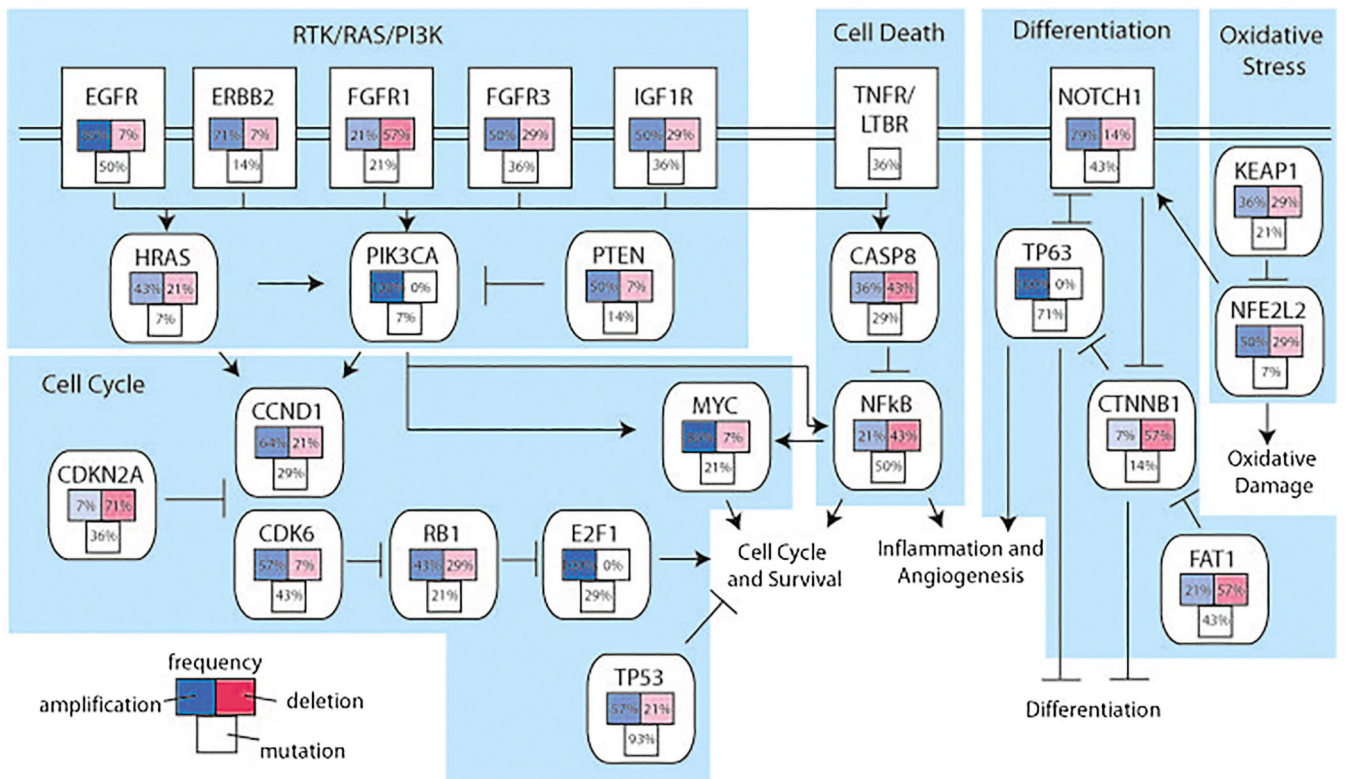 RTK/RAS/PI3K
Cell Death
Differentiation
Oxidative
Stress
EGFR
7%
50%
ERBB2
71% 7%
14%
FGFR1
21% 57%
21%
FGFR3
50% 29%
36%
IGF1R
50% 29%
36%
TNFR/
LTBR
36%
NOTCH1
79% 14%
43%
KEAP1
36% 29%
21%
HRAS
43% 21%
7%
PIK3CA
100% 0%
7%
PTEN
50% 7%
14%
CASP8
36% 43%
29%
TP63
100% 0%
71%
NFE2L2
50% 29%
7%
Cell Cycle
CCND1
64% 21%
29%
MYC
7%
21%
NFkB
21% 43%
50%
CTNNB1
7% 57%
14%
Oxidative
Damage
CDKN2A
7% 71%
36%
CDK6
57% 7%
43%
RB1
43% 29%
21%
E2F1
100% 0%
29%
Cell Cycle
and Survival
Inflammation and
Angiogenesis
FAT1
21% 57%
43%
TP53
57% 21%
93%
Differentiation
frequency
amplification
deletion
mutation